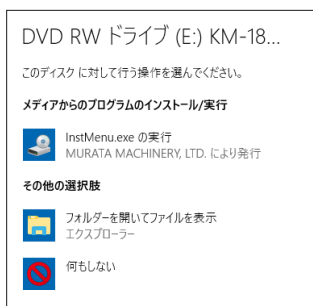 DVD RW ドライブ (E:) KM-18...
このディスク に対して行う操作を選んでください。
メディアからのプログラムのインストール/実行
InstMenu.exe の実行
MURATA MACHINERY, LTD. により発行
その他の選択肢
フォルダーを開いてファイルを表示
エクスプローラー
何もしない